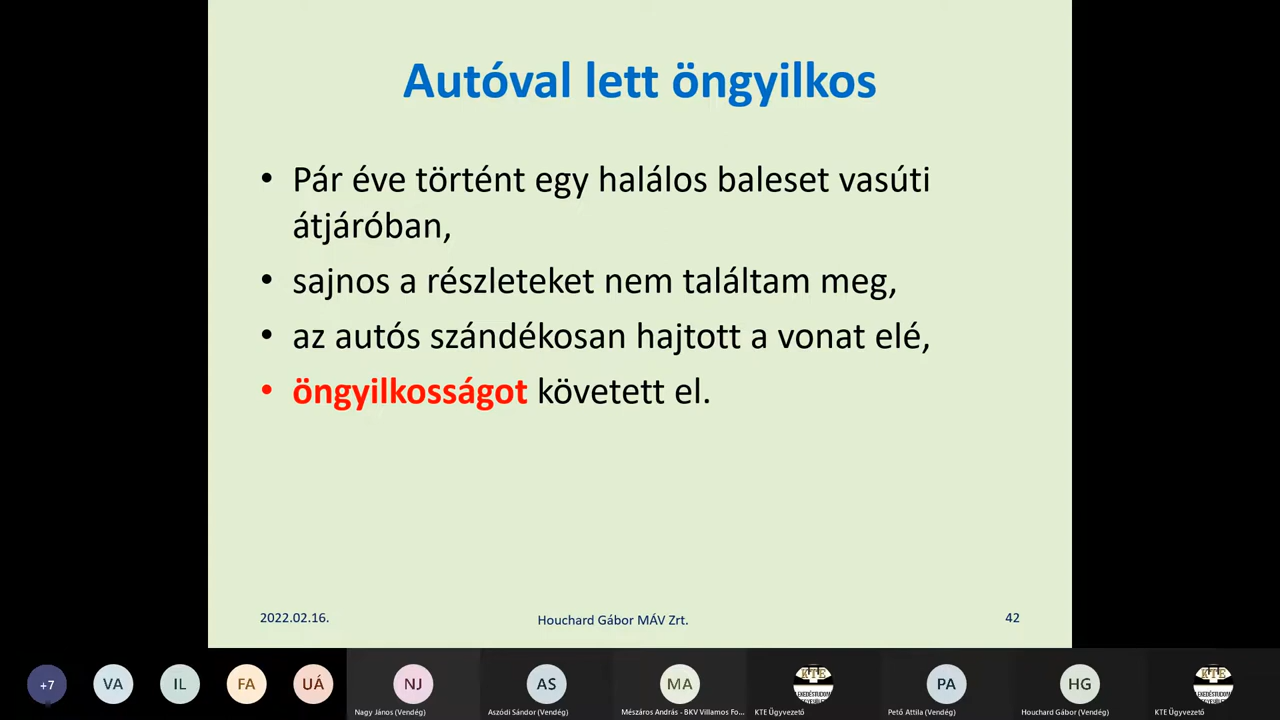 Autóval lett öngyilkos
• Pár éve történt egy halálos baleset vasúti
átjáróban,
• sajnos a részleteket nem találtam meg,
• az autós szándékosan hajtott a vonat elé,
• öngyilkosságot követett el.
2022.02.16.
Houchard Gábor MÁV Zrt.
42
+7
VA
IL
FA
UÁ
NJ
AS
MA
KTE
PA
HG
KTE
Nagy János (Vendég)
Aszódi Sándor (Vendég)
Mészáros András - BKV Villamos Fo...
KTE Ügyvezető
Pető Attila (Vendég)
Houchard Gábor (Vendég)
KTE Ügyvezető